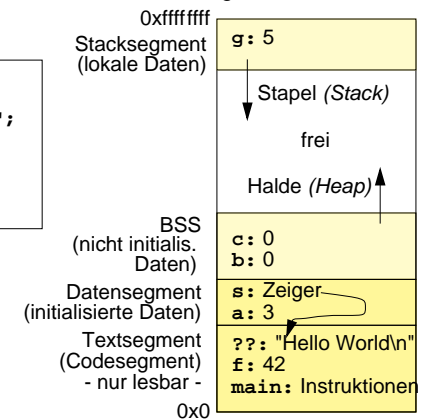 0xffffffff
Stacksegment
(lokale Daten)
g: 5
";
Stapel (Stack)
frei
Halde (Heap)
BSS
(nicht initialis.
Daten)
c: 0
b: 0
Datensegment
(initialisierte Daten)
s: Zeiger
a: 3
Textsegment
(Codesegment)
- nur lesbar -
??: "Hello World\n"
f: 42
main: Instruktionen
0x0